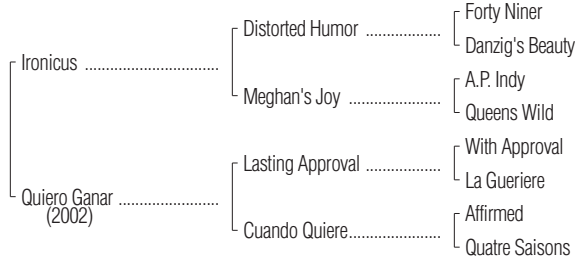 Forty Niner
Distorted Humor ..................
Danzig's Beauty
Ironicus ................................
A.P. Indy
Meghan's Joy ......................
Queens Wild
With Approval
Lasting Approval ..................
La Gueriere
Quiero Ganar ........................
(2002)
Affirmed
Cuando Quiere......................
Quatre Saisons